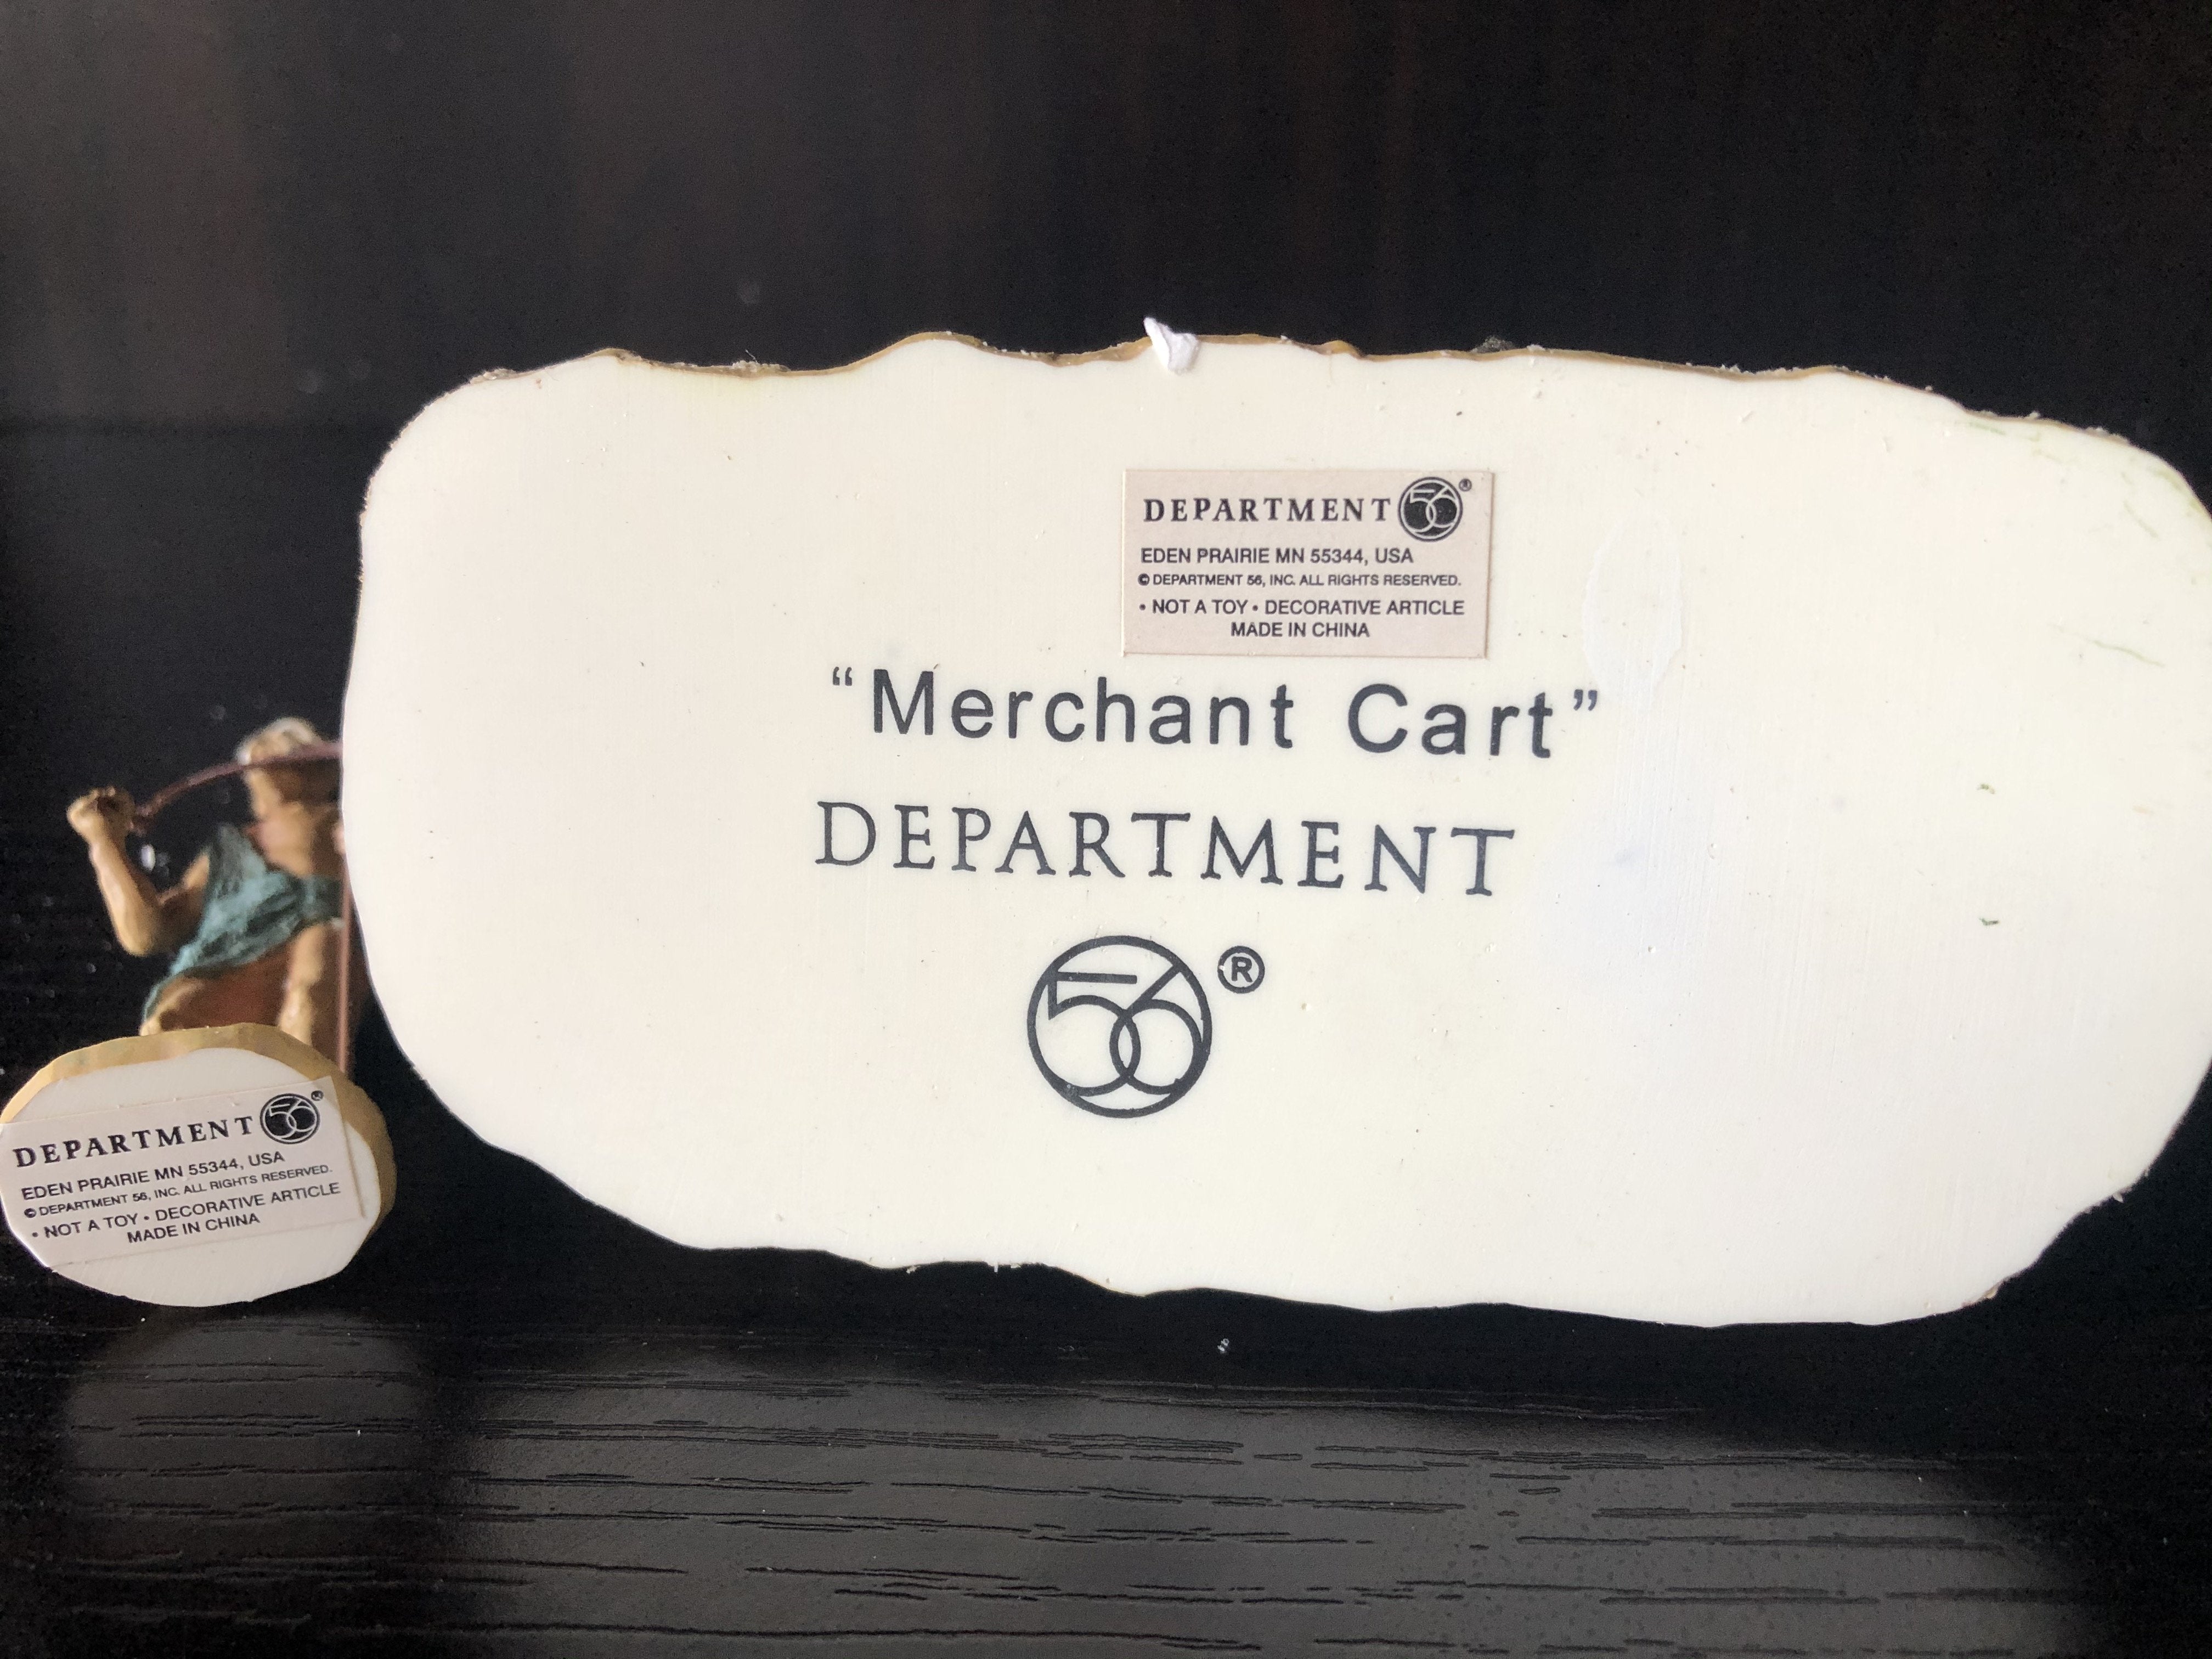 DEPARTMENT 56®
EDEN PRAIRIE MN 55344, USA
© DEPARTMENT 56, INC. ALL RIGHTS RESERVED.
• NOT A TOY • DECORATIVE ARTICLE
MADE IN CHINA
“Merchant Cart”
DEPARTMENT
56®
DEPARTMENT 56®
EDEN PRAIRIE MN 55344, USA
© DEPARTMENT 56, INC. ALL RIGHTS RESERVED.
• NOT A TOY • DECORATIVE ARTICLE
MADE IN CHINA